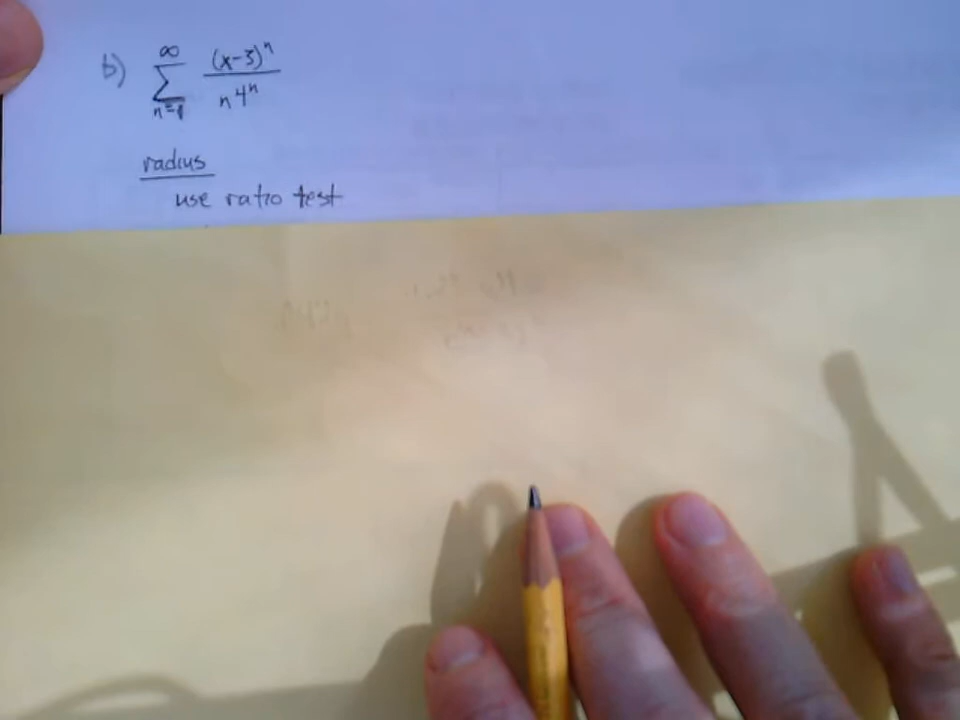 b) ∞ ∑ n=1 (x-3)^n / n4^n
radius
use ratio test